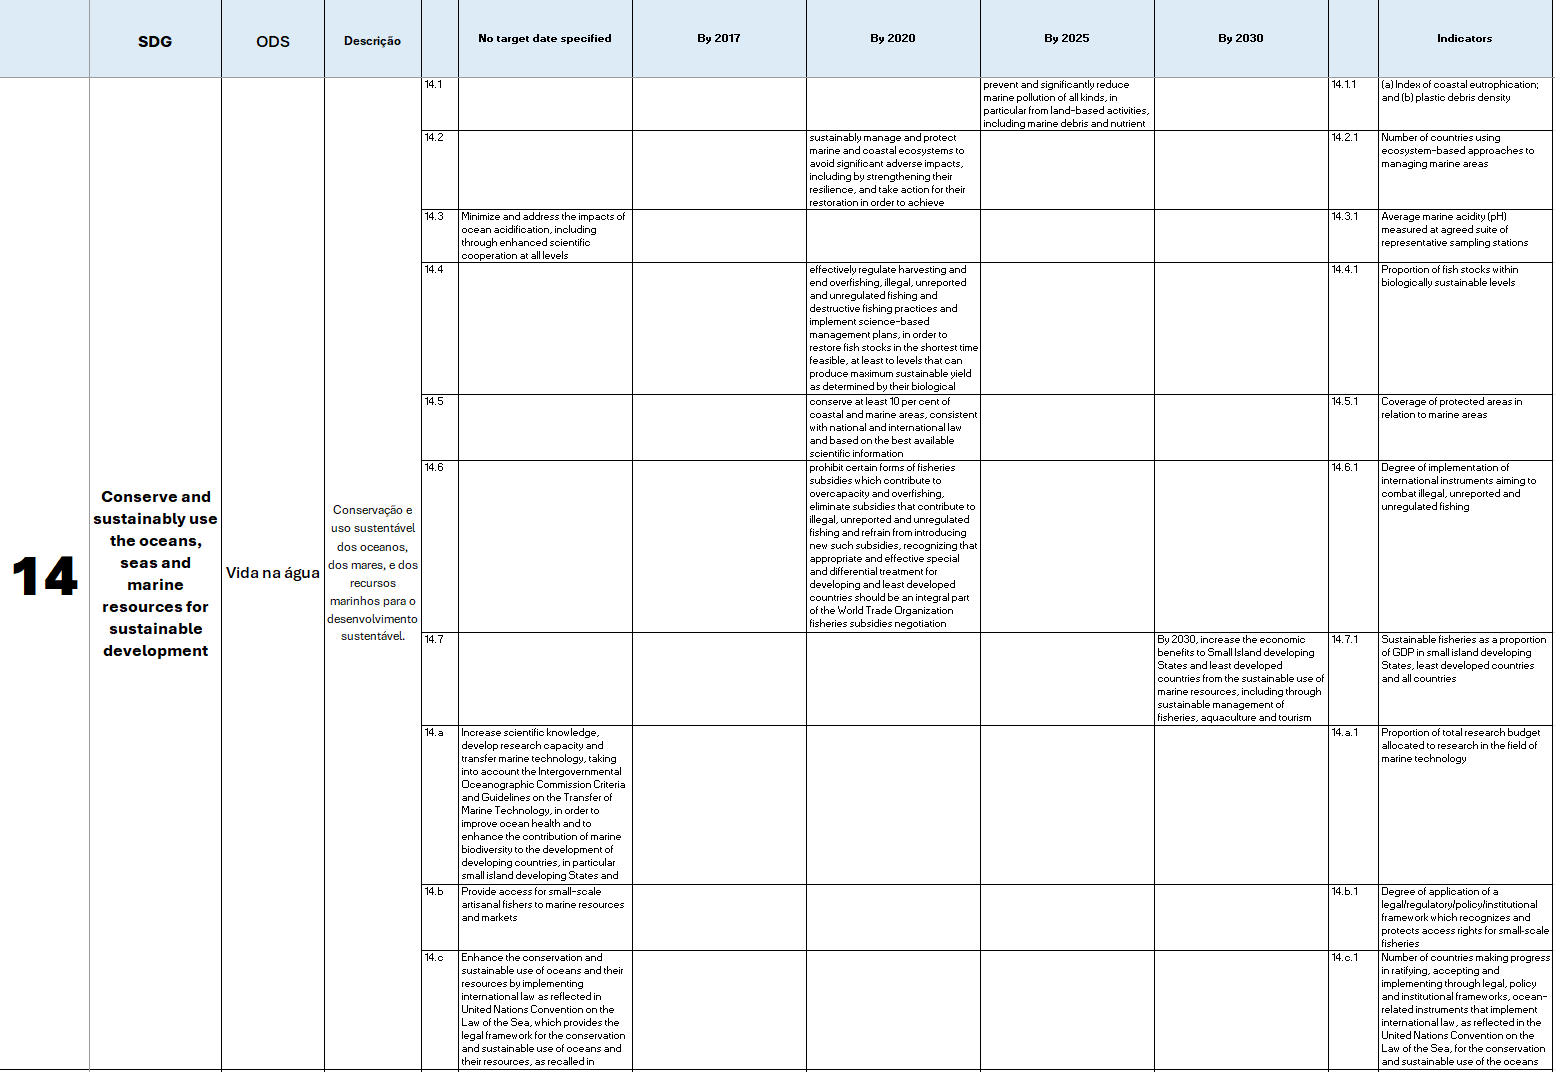 SDG
ODS
Descrição
No target date specified
By 2017
By 2020
By 2025
By 2030
Indicators
14
Conserve and
sustainably use
the oceans,
seas and
marine
resources for
sustainable
development
Vida na água
Conservação e
uso sustentável
dos oceanos,
dos mares, e dos
recursos
marinhos para o
desenvolvimento
sustentável.
14.1
prevent and significantly reduce
marine pollution of all kinds, in
particular from land-based activities,
including marine debris and nutrient
14.1.1
(a) Index of coastal eutrophication;
and (b) plastic debris density
14.2
sustainably manage and protect
marine and coastal ecosystems to
avoid significant adverse impacts,
including by strengthening their
resilience, and take action for their
restoration in order to achieve
14.2.1
Number of countries using
ecosystem-based approaches to
managing marine areas
14.3
Minimize and address the impacts of
ocean acidification, including
through enhanced scientific
cooperation at all levels
14.3.1
Average marine acidity (pH)
measured at agreed suite of
representative sampling stations
14.4
effectively regulate harvesting and
end overfishing, illegal, unreported
and unregulated fishing and
destructive fishing practices and
implement science-based
management plans, in order to
restore fish stocks in the shortest time
feasible, at least to levels that can
produce maximum sustainable yield
as determined by their biological
14.4.1
Proportion of fish stocks within
biologically sustainable levels
14.5
conserve at least 10 per cent of
coastal and marine areas, consistent
with national and international law
and based on the best available
scientific information
14.5.1
Coverage of protected areas in
relation to marine areas
14.6
prohibit certain forms of fisheries
subsidies which contribute to
overcapacity and overfishing,
eliminate subsidies that contribute to
illegal, unreported and unregulated
fishing and refrain from introducing
new such subsidies, recognizing that
appropriate and effective special
and differential treatment for
developing and least developed
countries should be an integral part
of the World Trade Organization
fisheries subsidies negotiation
14.6.1
Degree of implementation of
international instruments aiming to
combat illegal, unreported and
unregulated fishing
14.7
By 2030, increase the economic
benefits to Small Island developing
States and least developed
countries from the sustainable use of
marine resources, including through
sustainable management of
fisheries, aquaculture and tourism
14.7.1
Sustainable fisheries as a proportion
of GDP in small island developing
States, least developed countries
and all countries
14.a
Increase scientific knowledge,
develop research capacity and
transfer marine technology, taking
into account the Intergovernmental
Oceanographic Commission Criteria
and Guidelines on the Transfer of
Marine Technology, in order to
improve ocean health and to
enhance the contribution of marine
biodiversity to the development of
developing countries, in particular
small island developing States and
14.a.1
Proportion of total research budget
allocated to research in the field of
marine technology
14.b
Provide access for small-scale
artisanal fishers to marine resources
and markets
14.b.1
Degree of application of a
legal/regulatory/policy/institutional
framework which recognizes and
protects access rights for small-scale
fisheries
14.c
Enhance the conservation and
sustainable use of oceans and their
resources by implementing
international law as reflected in
United Nations Convention on the
Law of the Sea, which provides the
legal framework for the conservation
and sustainable use of oceans and
their resources, as recalled in
14.c.1
Number of countries making progress
in ratifying, accepting and
implementing through legal, policy
and institutional frameworks, ocean-
related instruments that implement
international law, as reflected in the
United Nations Convention on the
Law of the Sea, for the conservation
and sustainable use of the oceans